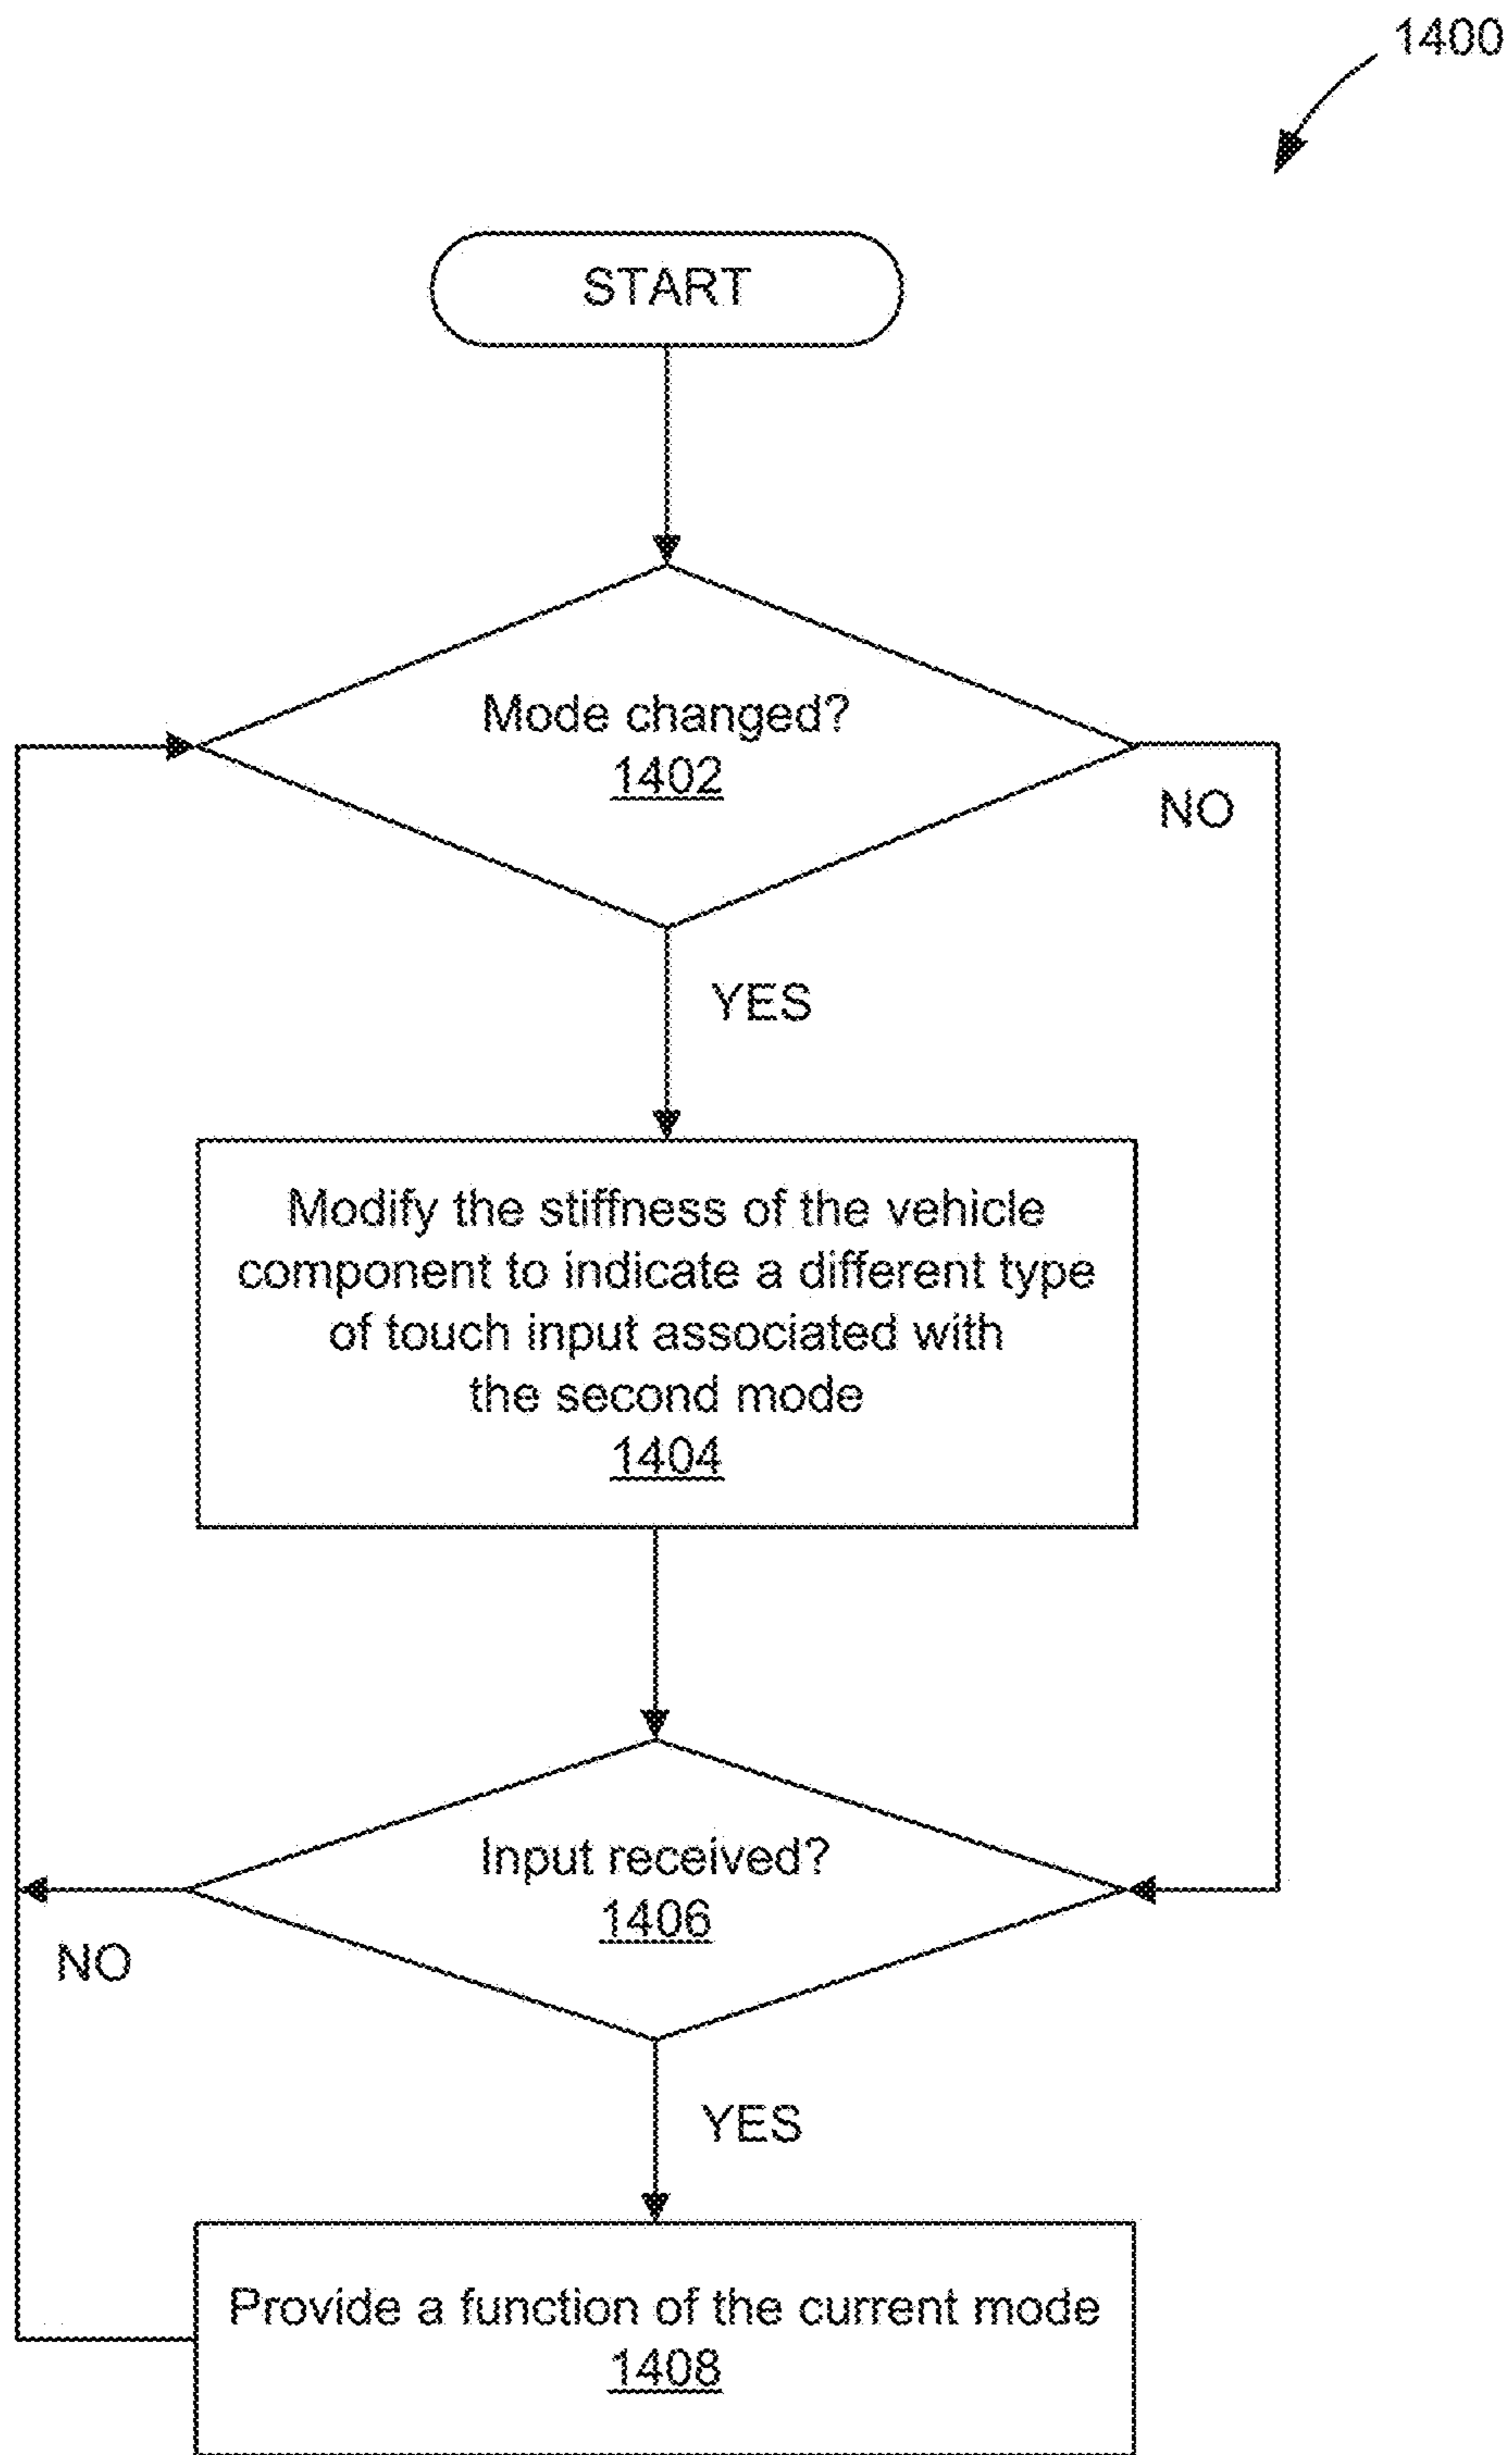 1400
START
Mode changed?
1402
NO
YES
Modify the stiffness of the vehicle
component to indicate a different type
of touch input associated with
the second mode
1404
Input received?
1406
NO
YES
Provide a function of the current mode
1408